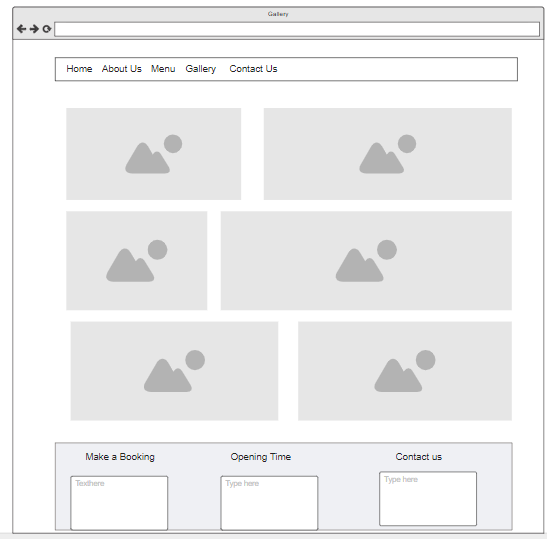 Gallery
Home About Us Menu Gallery Contact Us
Make a Booking Opening Time Contact us
Texthere Type here Type here